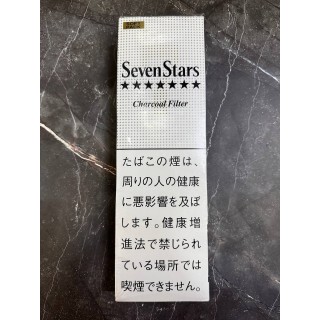 SevenStars
★★★★★★★
Charcoal Filter
たばこの煙は、
周りの人の健康
に悪影響を及ぼ
します。健康増
進法で禁じられ
ている場所では
喫煙できません。